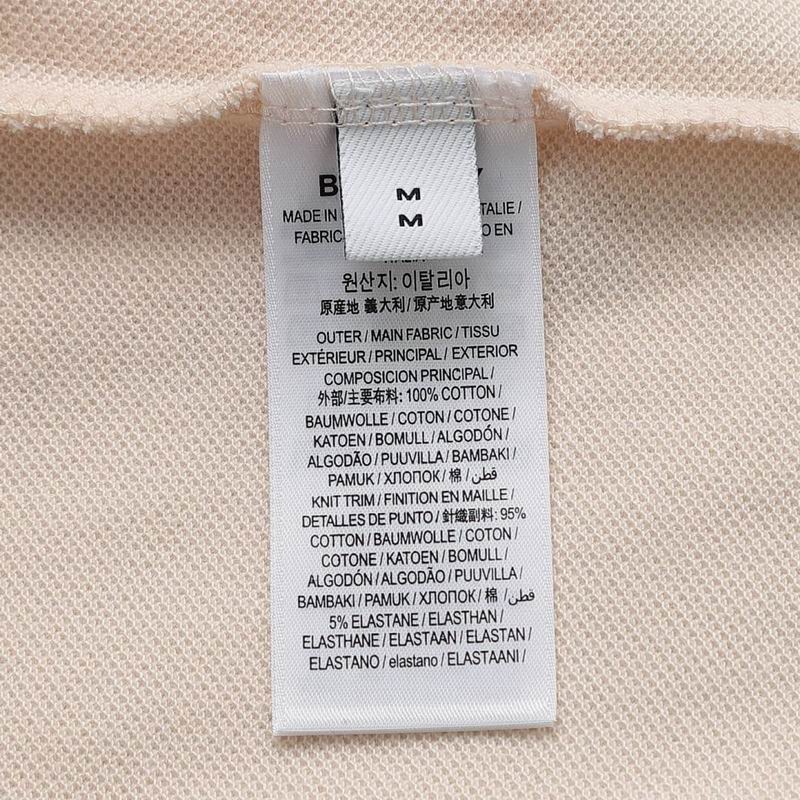 M
M
MADE IN
TALIE /
FABRIC
O EN
원산지: 이탈리아
原産地 義大利 / 原产地意大利
OUTER / MAIN FABRIC / TISSU
EXTÉRIEUR / PRINCIPAL / EXTERIOR
COMPOSICION PRINCIPAL /
外部/主要布料: 100% COTTON /
BAUMWOLLE / COTON / COTONE /
KATOEN / BOMULL / ALGODÓN /
ALGODÃO / PUUVILLA / BAMBAKI /
PAMUK / ХЛОПОК / 棉 / قطن
KNIT TRIM / FINITION EN MAILLE /
DETALLES DE PUNTO / 針織副料: 95%
COTTON / BAUMWOLLE / COTON /
COTONE / KATOEN / BOMULL /
ALGODÓN / ALGODÃO / PUUVILLA /
BAMBAKI / PAMUK / ХЛОПОК / 棉 / قطن
5% ELASTANE / ELASTHAN /
ELASTHANE / ELASTAAN / ELASTAN /
ELASTANO / elastano / ELASTAANI /